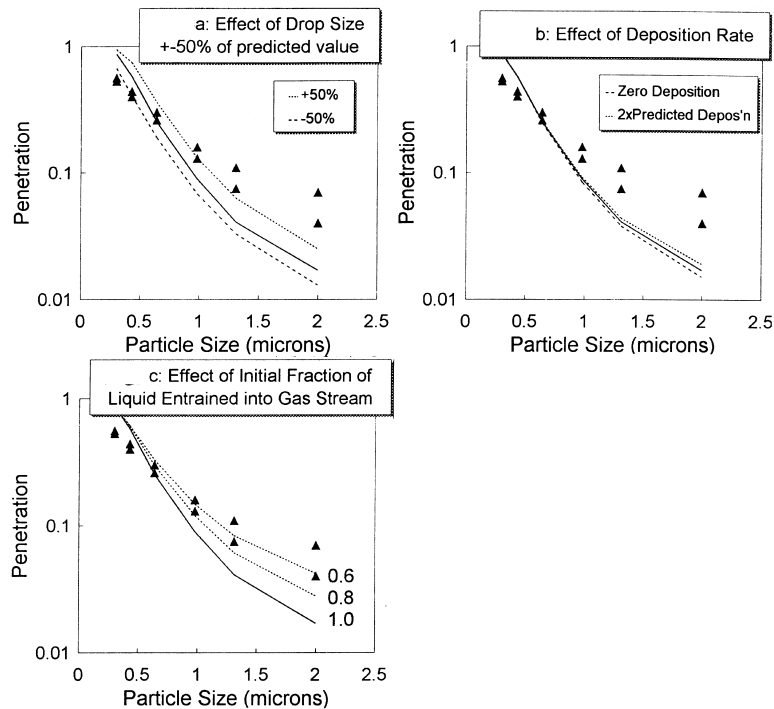 a: Effect of Drop Size
+-50% of predicted value
1
+50%
-50%
0.1
Penetration
0.01
0 0.5 1 1.5 2 2.5
Particle Size (microns)
b: Effect of Deposition Rate
1
Zero Deposition
2xPredicted Depos'n
0.1
Penetration
0.01
0 0.5 1 1.5 2 2.5
Particle Size (microns)
c: Effect of Initial Fraction of
Liquid Entrained into Gas Stream
1
0.1
Penetration
0.6
0.8
1.0
0.01
0 0.5 1 1.5 2 2.5
Particle Size (microns)